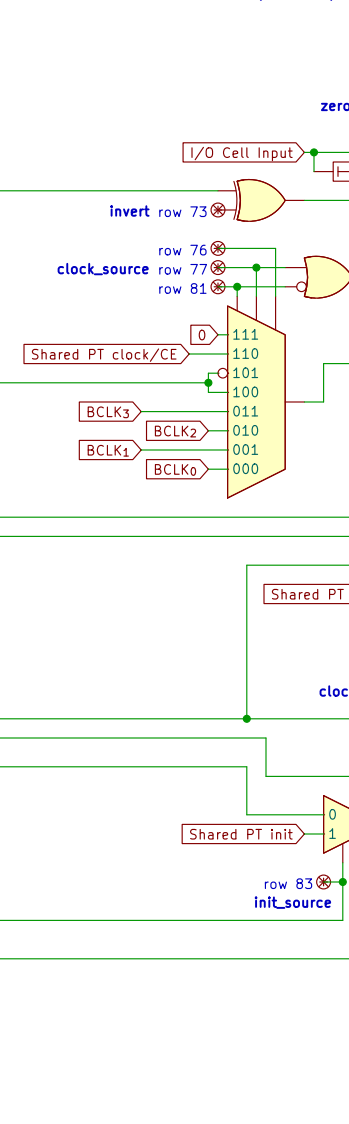 zero
I/O Cell Input
invert row 73
row 76
clock_source row 77
row 81
0 111
Shared PT clock/CE 110
101
100
BCLK3 011
BCLK2 010
BCLK1 001
BCLK0 000
Shared PT
cloc
0
Shared PT init 1
row 83
init_source